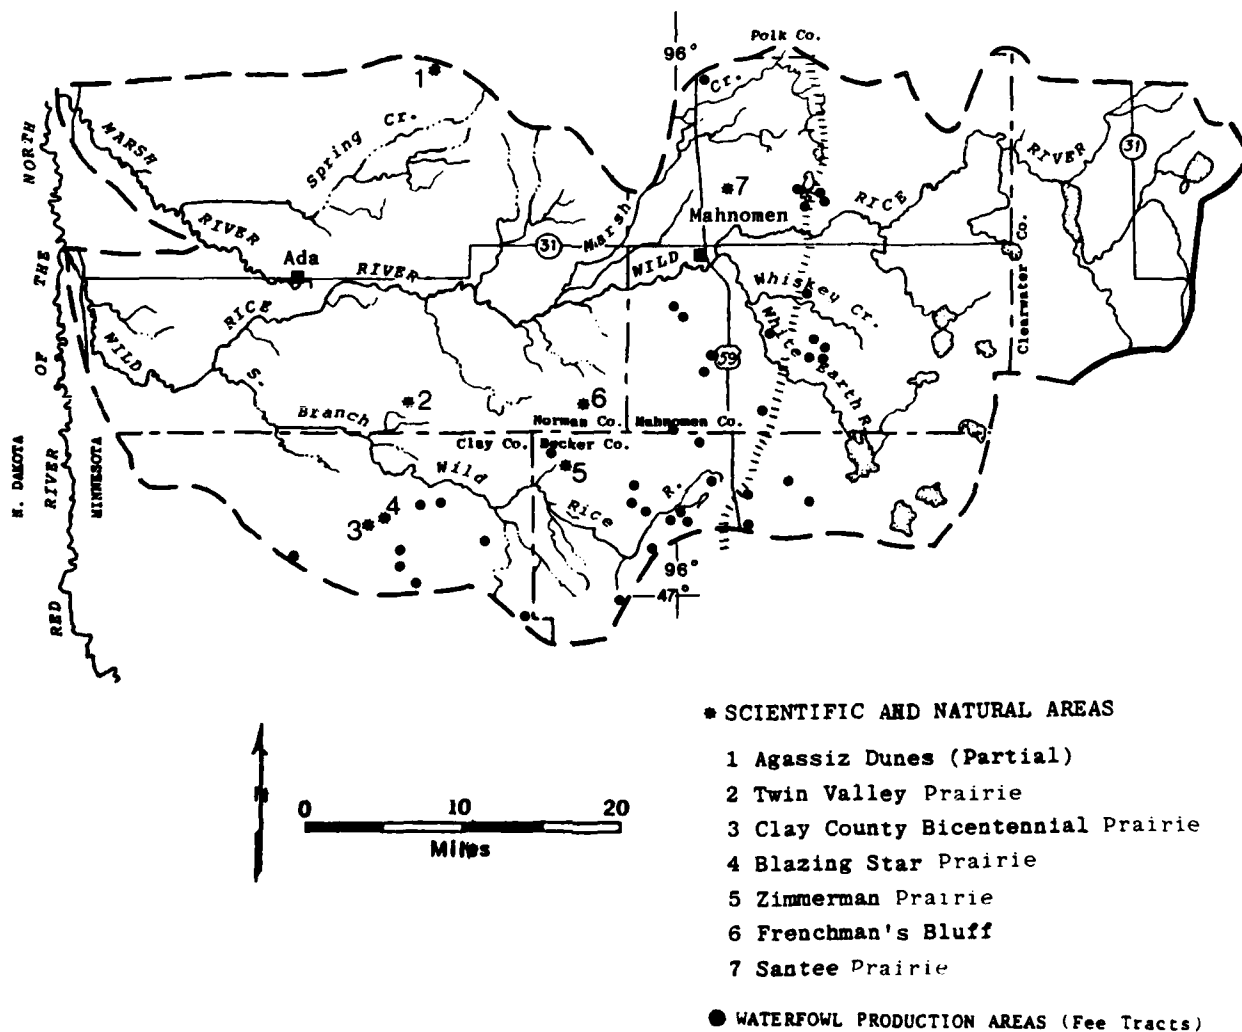 Polk Co.
96°
1
Cr.
NORTH
MARSH
Spring Cr.
RIVER
31
7
Mahnomen
RICE
Marsh
RIVER
31
THE
Ada
RIVER
WILD
Clearwater Co.
Whiskey Cr.
RICE
WILD
White Earth R.
OF
59
S.
2
6
Branch
Norman Co. Mahnomen Co.
Clay Co. Becker Co.
N. DAKOTA
RIVER
MINNESOTA
Wild
5
R.
Rice
3 4
96°
47°
RED
N
0 10 20
Miles
* SCIENTIFIC AND NATURAL AREAS
1 Agassiz Dunes (Partial)
2 Twin Valley Prairie
3 Clay County Bicentennial Prairie
4 Blazing Star Prairie
5 Zimmerman Prairie
6 Frenchman's Bluff
7 Santee Prairie
● WATERFOWL PRODUCTION AREAS (Fee Tracts)